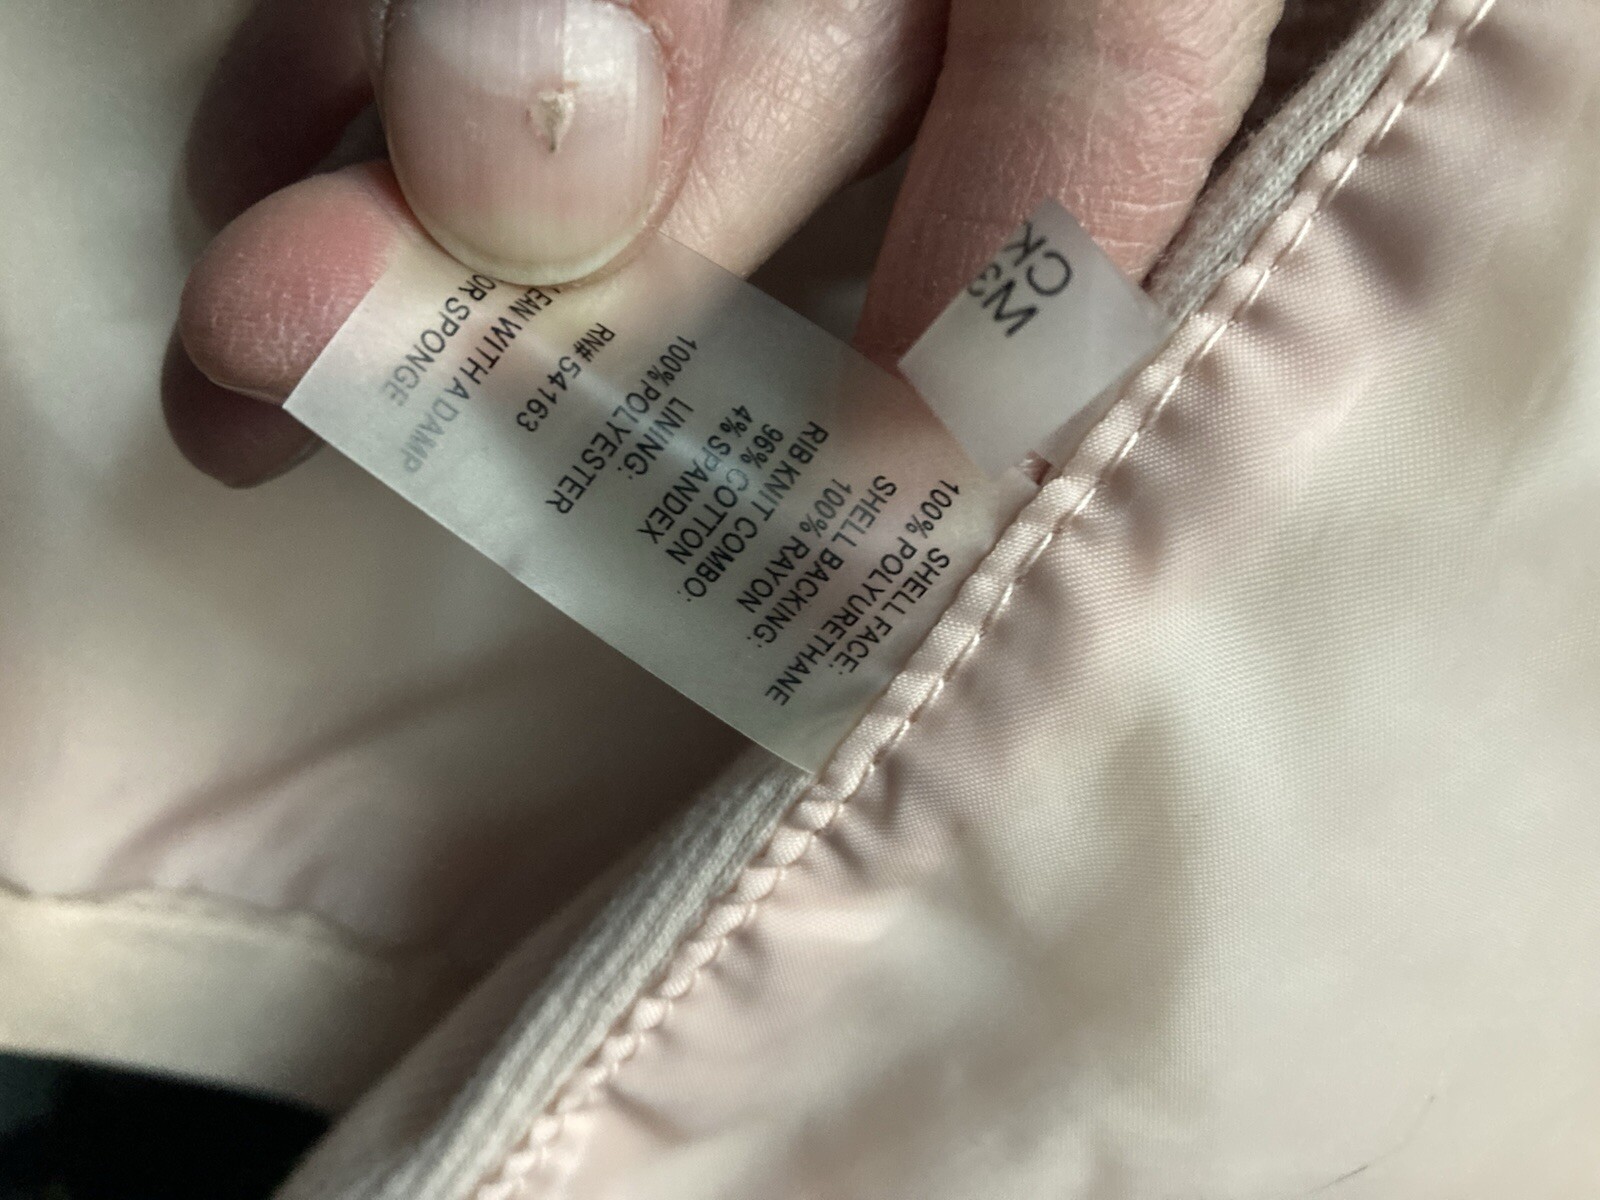 SHELL FACE:
100% POLYURETHANE
SHELL BACKING:
100% RAYON
RIB KNIT COMBO:
96% COTTON
4% SPANDEX
LINING:
100% POLYESTER
RN# 54163
WITH A DAMP
OR SPONGE
CK